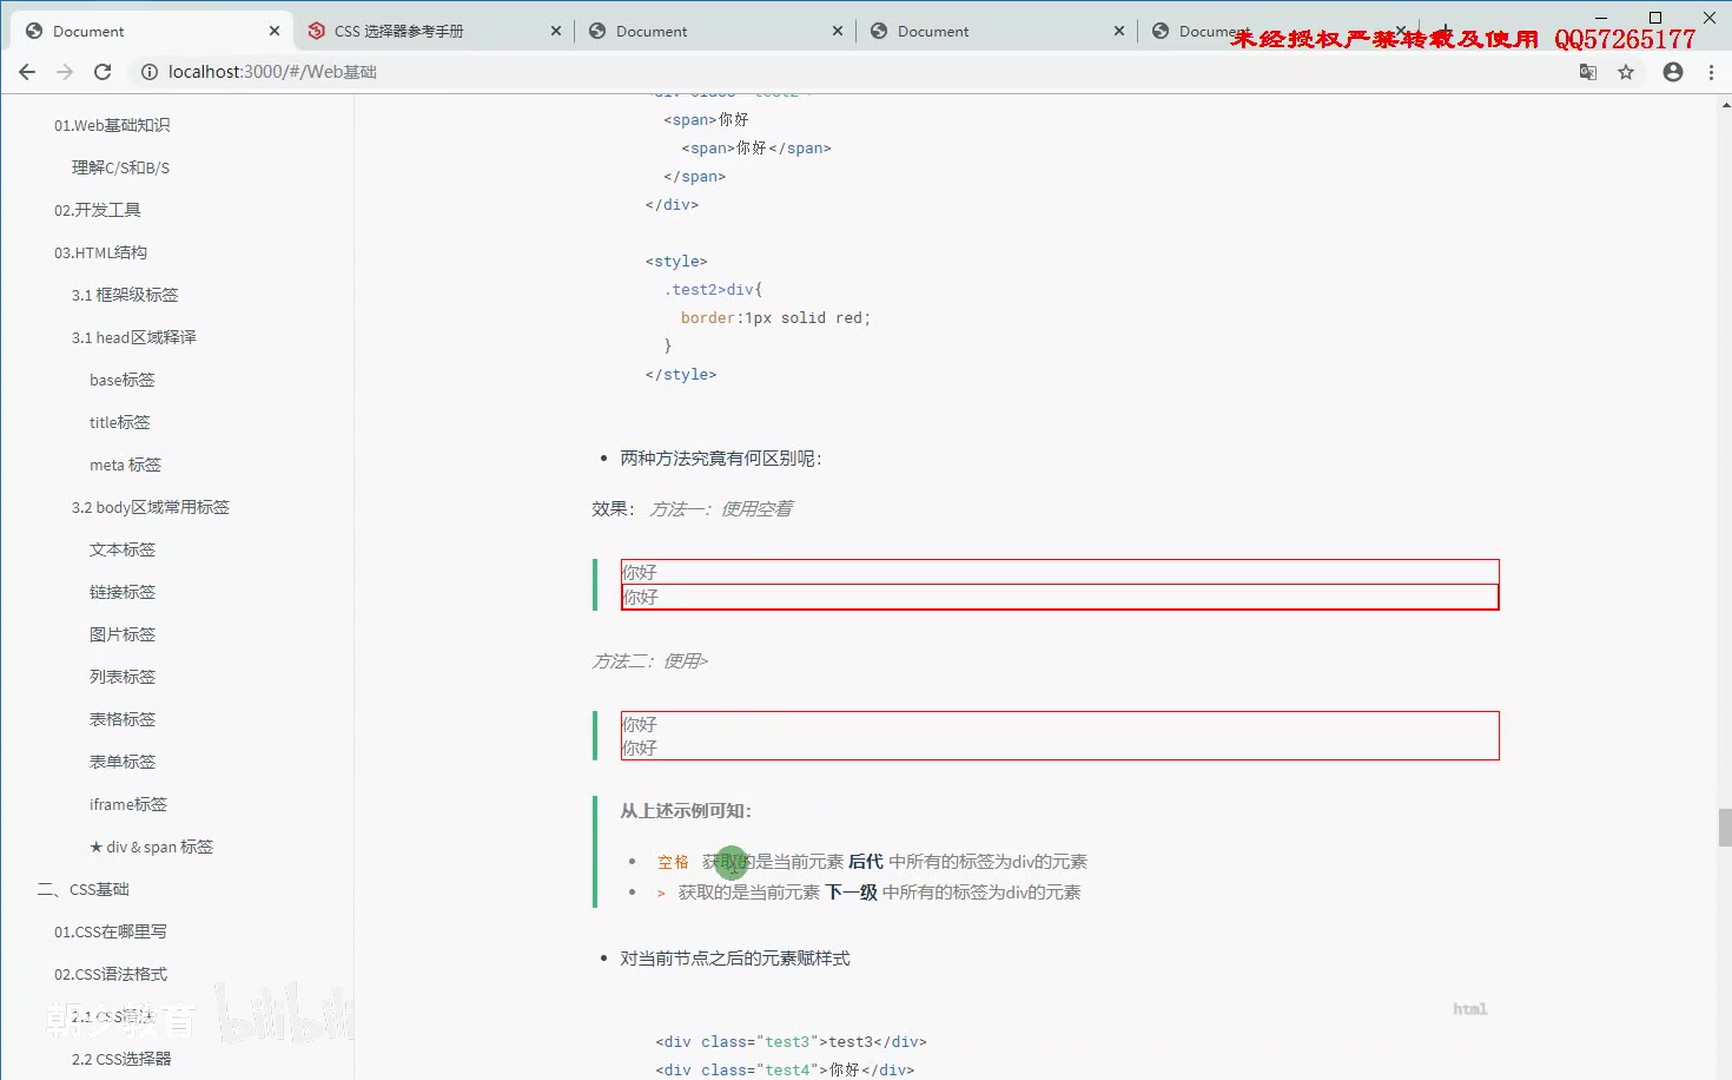 Document
CSS 选择器参考手册
Document
Document
Document
未经授权严禁转载及使用 QQ57265177
localhost:3000/#/Web基础
01.Web基础知识
理解C/S和B/S
02.开发工具
03.HTML结构
3.1 框架级标签
3.1 head区域释译
base标签
title标签
meta 标签
3.2 body区域常用标签
文本标签
链接标签
图片标签
列表标签
表格标签
表单标签
iframe标签
★ div & span 标签
二、CSS基础
01.CSS在哪里写
02.CSS语法格式
2.1 CSS语法
2.2 CSS选择器
朝夕教育 bilibili
<div class="test2">
<span>你好
<span>你好</span>
</span>
</div>
<style>
.test2>div{
border:1px solid red;
}
</style>
两种方法究竟有何区别呢：
效果： 方法一：使用空着
你好
你好
方法二：使用>
你好
你好
从上述示例可知：
空格 获取的是当前元素 后代 中所有的标签为div的元素
> 获取的是当前元素 下一级 中所有的标签为div的元素
对当前节点之后的元素赋样式
html
<div class="test3">test3</div>
<div class="test4">你好</div>